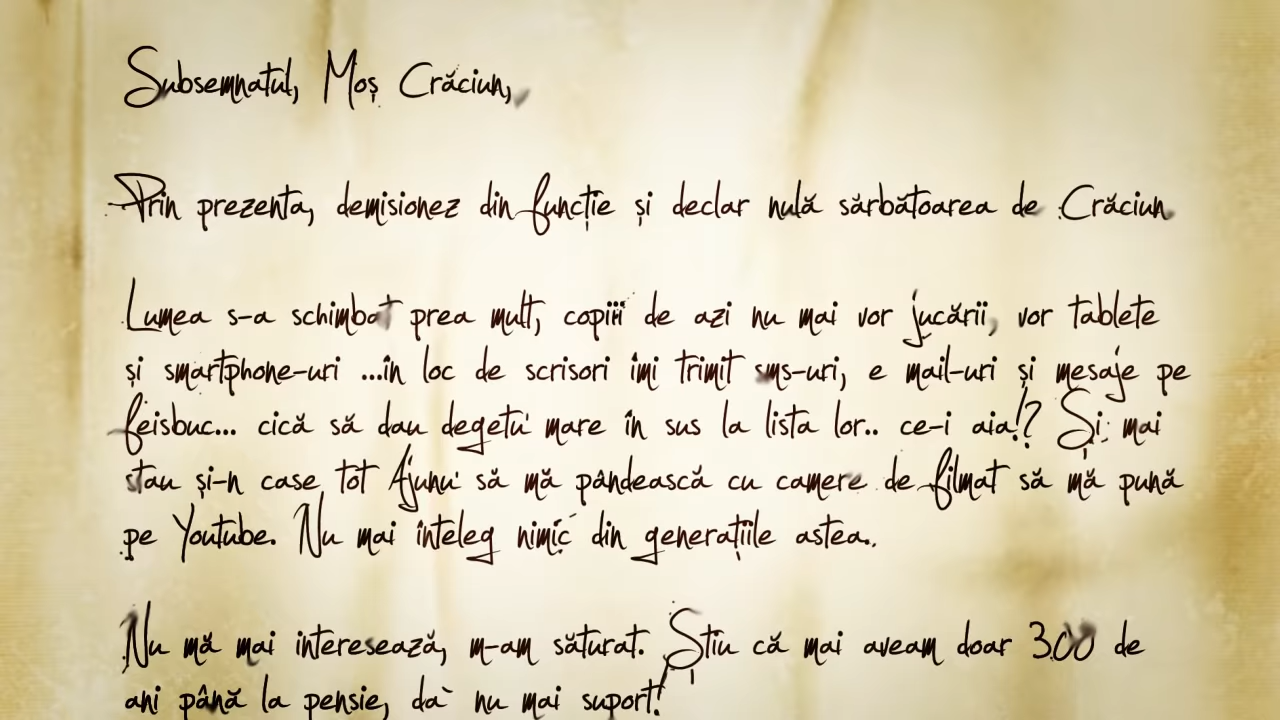 Subsemnatul, Moș Crăciun,
Prin prezenta, demisionez din funcție și declar nulă sărbătoarea de Crăciun
Lumea s-a schimbat prea mult, copiii de azi nu mai vor jucării, vor tablete
și smartphone-uri ...în loc de scrisori îmi trimit sms-uri, e mail-uri și mesaje pe
feisbuc... cică să dau degetu' mare în sus la lista lor.. ce-i aia!? Și mai
stau și-n case tot Ajunu' să mă pândească cu camere de filmat să mă pună
pe Youtube. Nu mai înteleg nimic din generațiile astea..
Nu mă mai interesează, m-am săturat. Știu că mai aveam doar 300 de
ani până la pensie, da` nu mai suport!